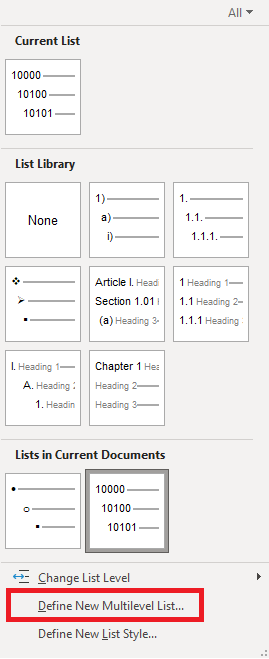 All
Current List
10000
10100
10101
List Library
None
1)
a)
i)
1.
1.1.
1.1.1.
Article I. Headi
Section 1.01
(a) Heading 3
1 Heading 1
1.1 Heading 2
1.1.1 Heading 3
I. Heading 1
A. Heading 2
1. Headin
Chapter 1 Hea
Heading 2
Heading 3
Lists in Current Documents
10000
10100
10101
Change List Level
Define New Multilevel List...
Define New List Style...